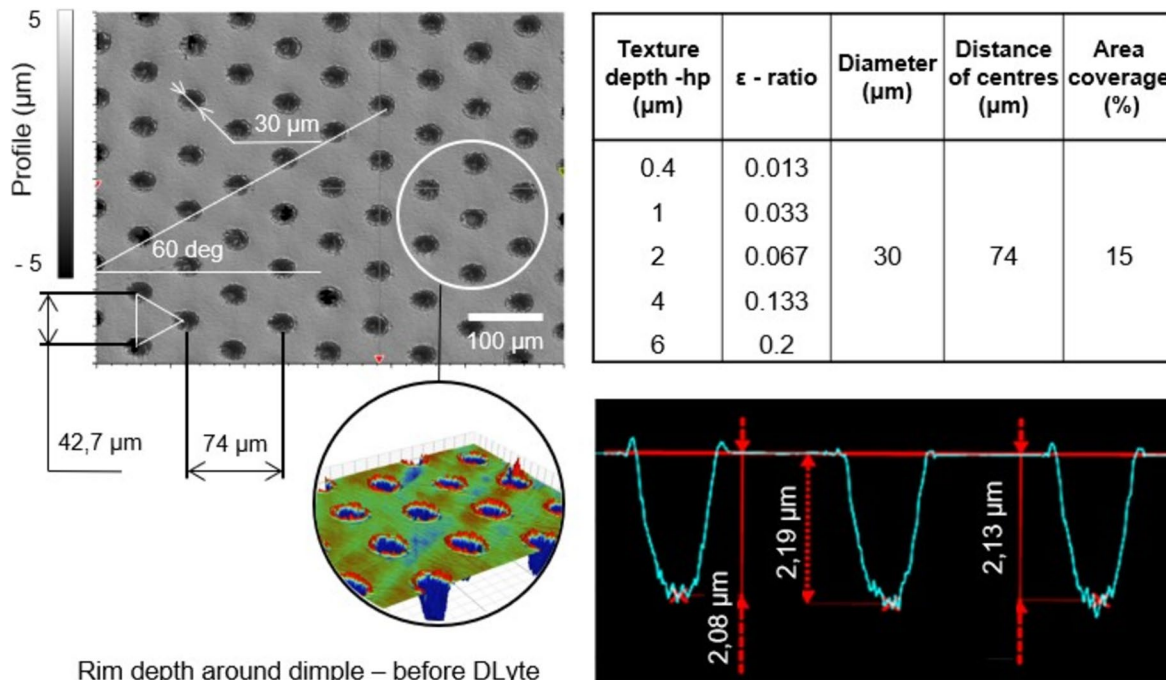 5
Profile (µm)
- 5
30 µm
60 deg
100 µm
42,7 µm
74 µm
Rim depth around dimple – before DLyte
Texture depth -hp (µm) ε - ratio Diameter (µm) Distance of centres (µm) Area coverage (%)
0.4 0.013
1 0.033
2 0.067 30 74 15
4 0.133
6 0.2
2,08 µm
2,19 µm
2,13 µm